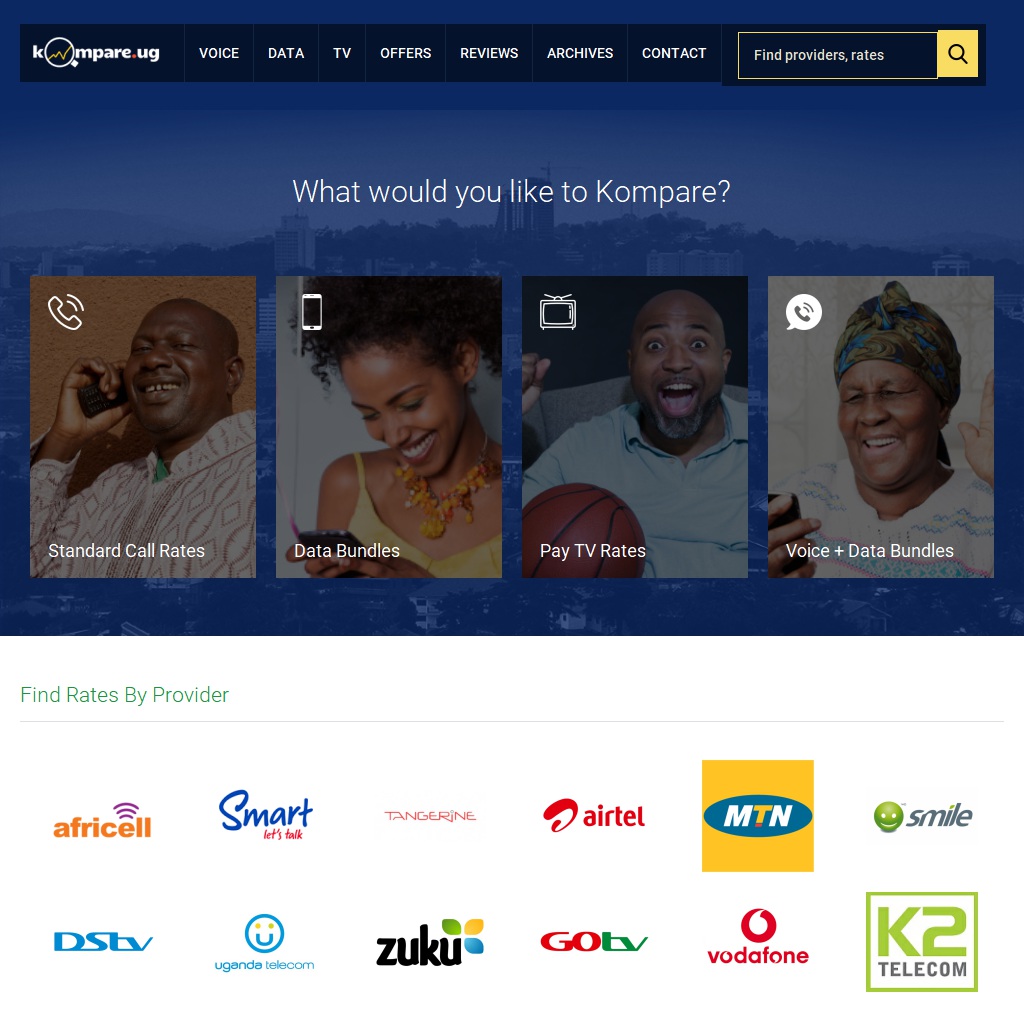 kompare.ug
VOICE
DATA
TV
OFFERS
REVIEWS
ARCHIVES
CONTACT
Find providers, rates
What would you like to Kompare?
Standard Call Rates
Data Bundles
Pay TV Rates
Voice + Data Bundles
Find Rates By Provider
africell
Smart
let's talk
TANGERINE
airtel
MTN
smile
DStv
uganda telecom
zuku
GOtv
vodafone
K2
TELECOM